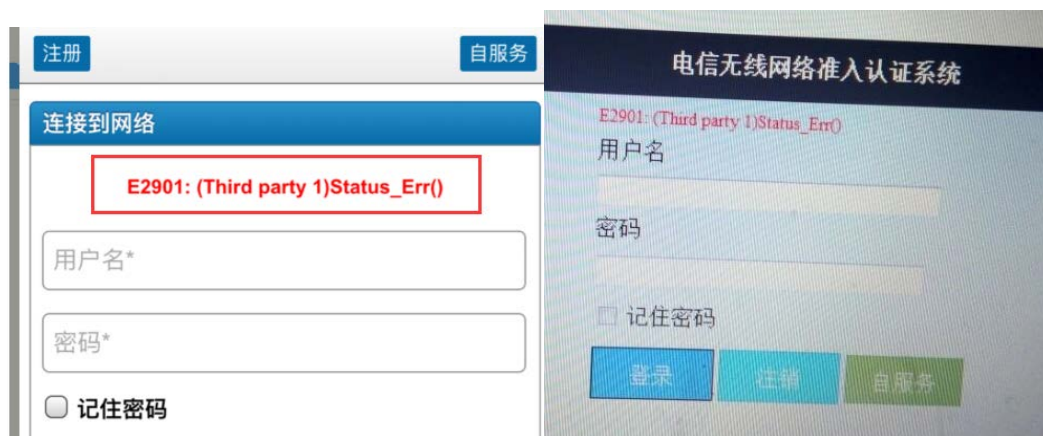 注册
自服务
连接到网络
E2901: (Third party 1)Status_Err()
用户名*
密码*
记住密码
电信无线网络准入认证系统
E2901: (Third party 1)Status_Err()
用户名
密码
记住密码
登录
注销
自服务